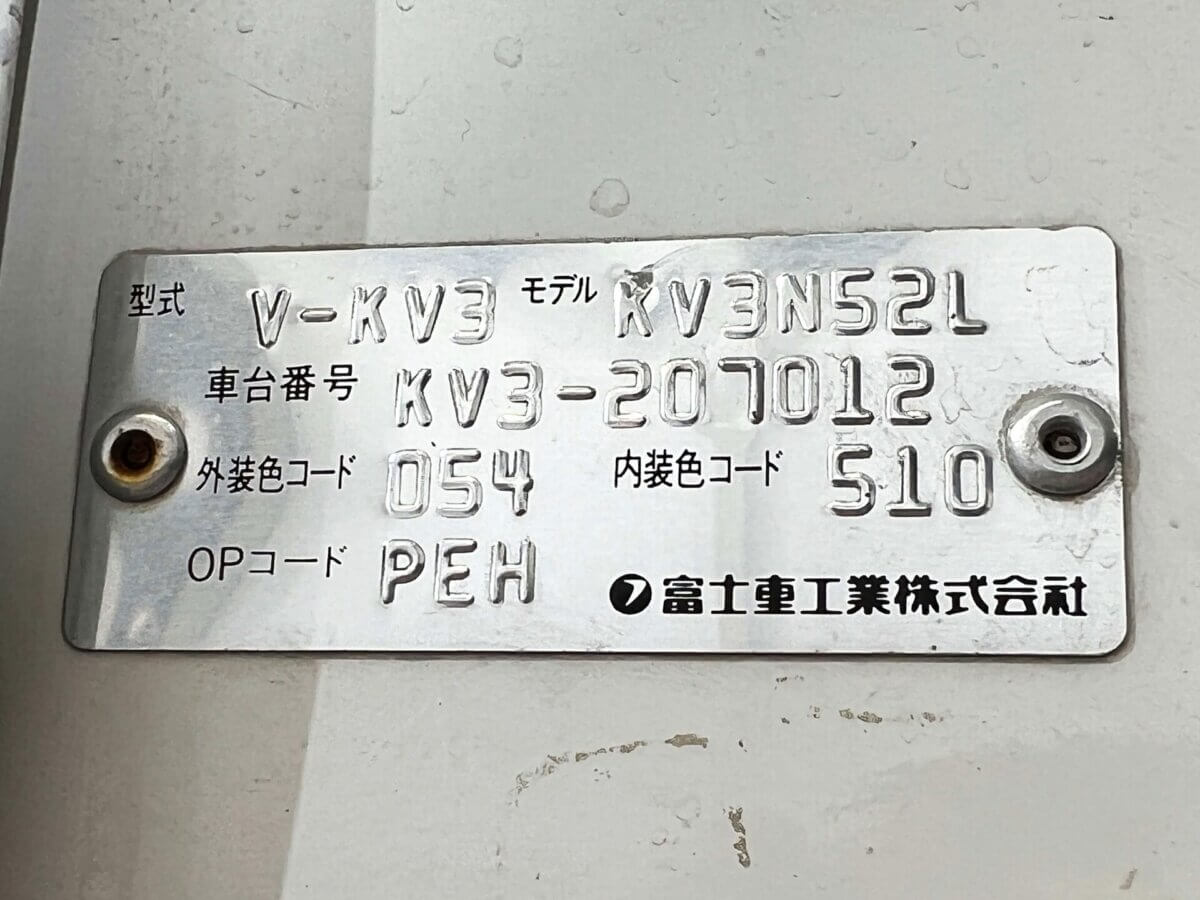 型式 V-KV3 モデル KV3N52L
車台番号 KV3-207012
外装色コード 054 内装色コード 510
OPコード PEH 富士重工業株式会社